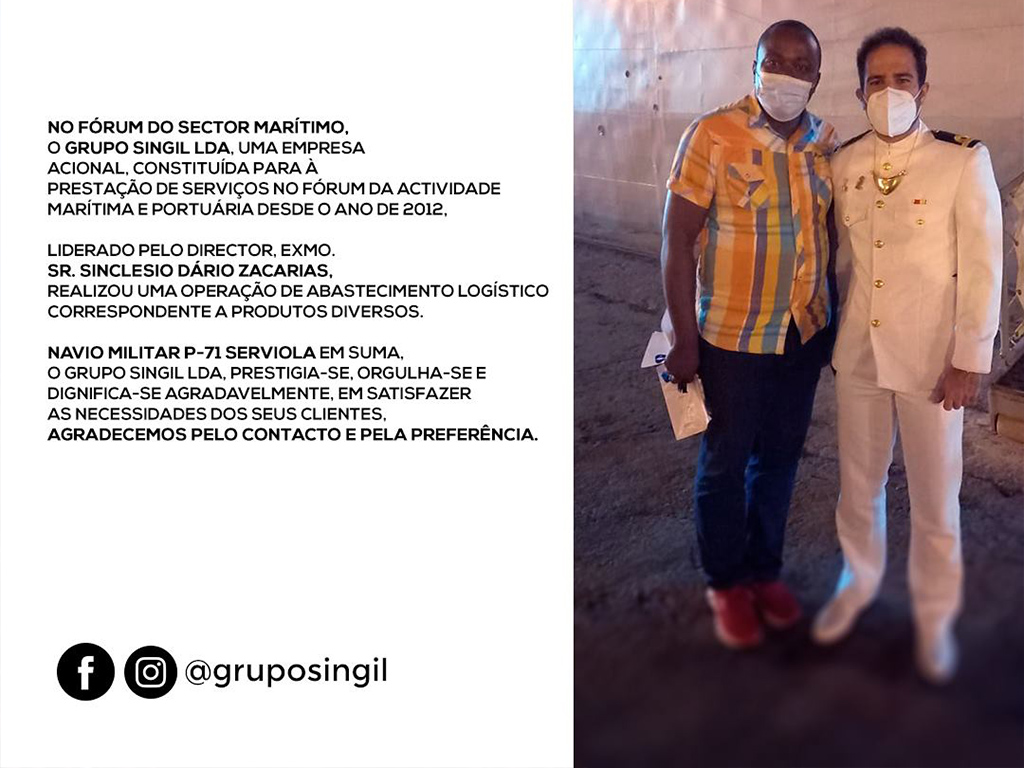 NO FÓRUM DO SECTOR MARÍTIMO,
O GRUPO SINGIL LDA, UMA EMPRESA
ACIONAL, CONSTITUÍDA PARA À
PRESTAÇÃO DE SERVIÇOS NO FÓRUM DA ACTIVIDADE
MARÍTIMA E PORTUÁRIA DESDE O ANO DE 2012,
LIDERADO PELO DIRECTOR, EXMO.
SR. SINCLESIO DÁRIO ZACARIAS,
REALIZOU UMA OPERAÇÃO DE ABASTECIMENTO LOGÍSTICO
CORRESPONDENTE A PRODUTOS DIVERSOS.
NAVIO MILITAR P-71 SERVIOLA EM SUMA,
O GRUPO SINGIL LDA, PRESTIGIA-SE, ORGULHA-SE E
DIGNIFICA-SE AGRADAVELMENTE, EM SATISFAZER
AS NECESSIDADES DOS SEUS CLIENTES,
AGRADECEMOS PELO CONTACTO E PELA PREFERÊNCIA.
@gruposingil